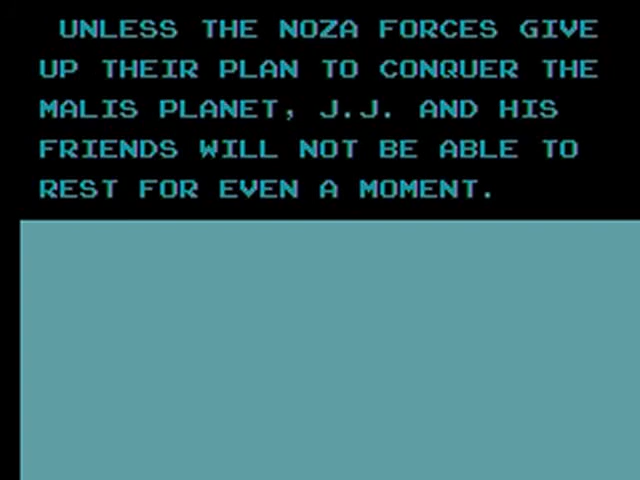 UNLESS THE NOZA FORCES GIVE
UP THEIR PLAN TO CONQUER THE
MALIS PLANET, J.J. AND HIS
FRIENDS WILL NOT BE ABLE TO
REST FOR EVEN A MOMENT.